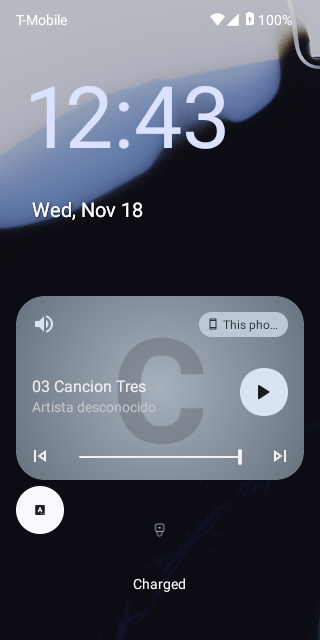 T-Mobile
100%
12:43
Wed, Nov 18
This pho...
C
03 Cancion Tres
Artista desconocido
A
Charged